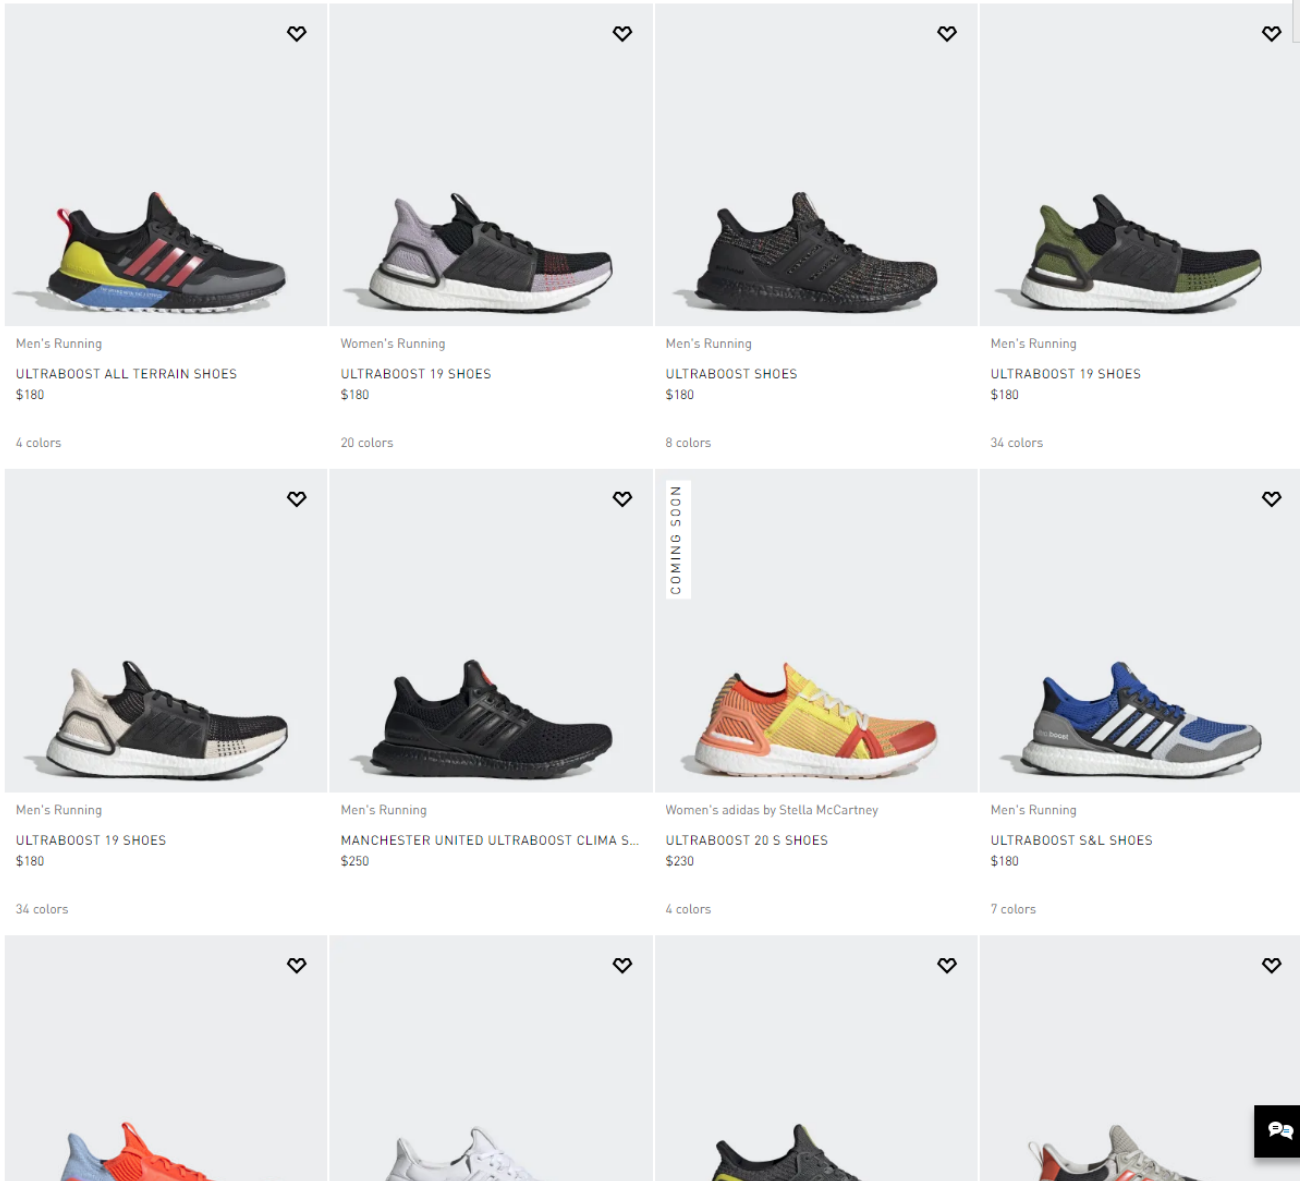 Men's Running
ULTRABOOST ALL TERRAIN SHOES
$180
4 colors
Women's Running
ULTRABOOST 19 SHOES
$180
20 colors
Men's Running
ULTRABOOST SHOES
$180
8 colors
Men's Running
ULTRABOOST 19 SHOES
$180
34 colors
Men's Running
ULTRABOOST 19 SHOES
$180
34 colors
Men's Running
MANCHESTER UNITED ULTRABOOST CLIMA S...
$250
COMING SOON
Women's adidas by Stella McCartney
ULTRABOOST 20 S SHOES
$230
4 colors
ultraboost
Men's Running
ULTRABOOST S&L SHOES
$180
7 colors